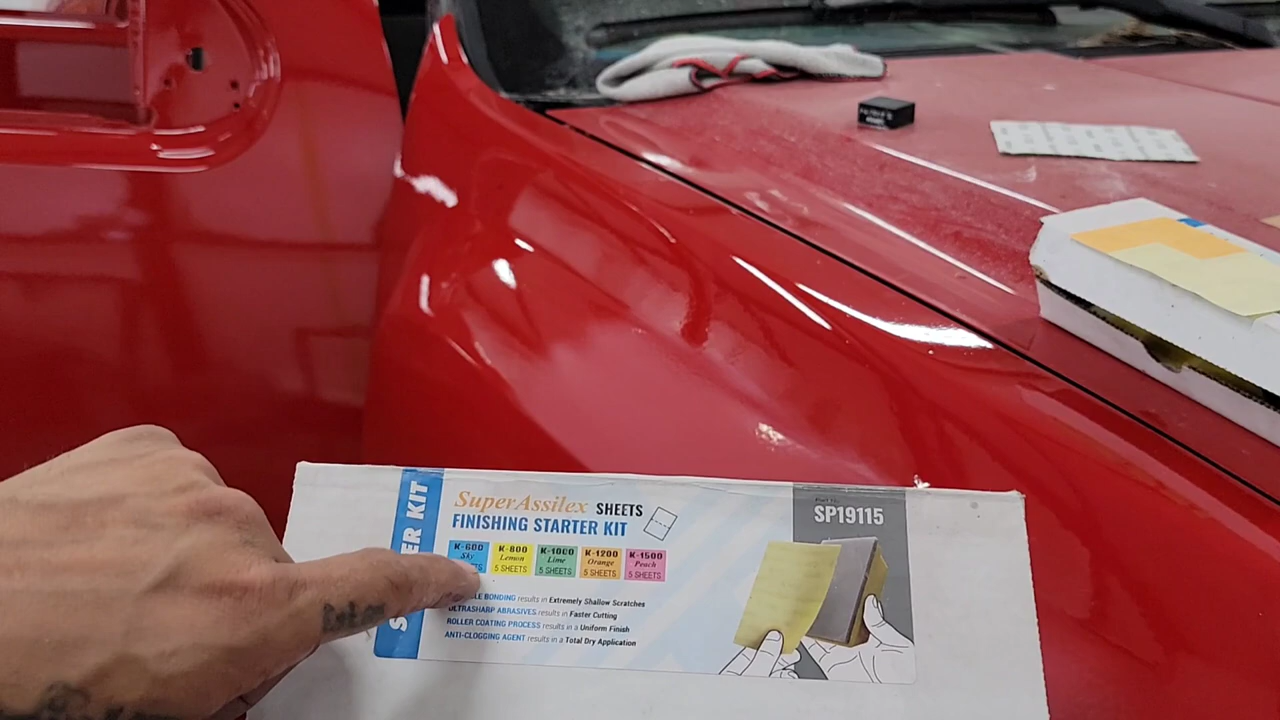 SuperAssilex SHEETS
FINISHING STARTER KIT
K-600 K-800 K-1000 K-1200 K-1500
Sky Lemon Lime Orange Peach
5 SHEETS 5 SHEETS 5 SHEETS 5 SHEETS
BONDING results in Extremely Shallow Scratches
ULTRASHARP ABRASIVES results in Faster Cutting
ROLLER COATING PROCESS results in a Uniform Finish
ANTI-CLOGGING AGENT results in a Total Dry Application
SP19115
KIT